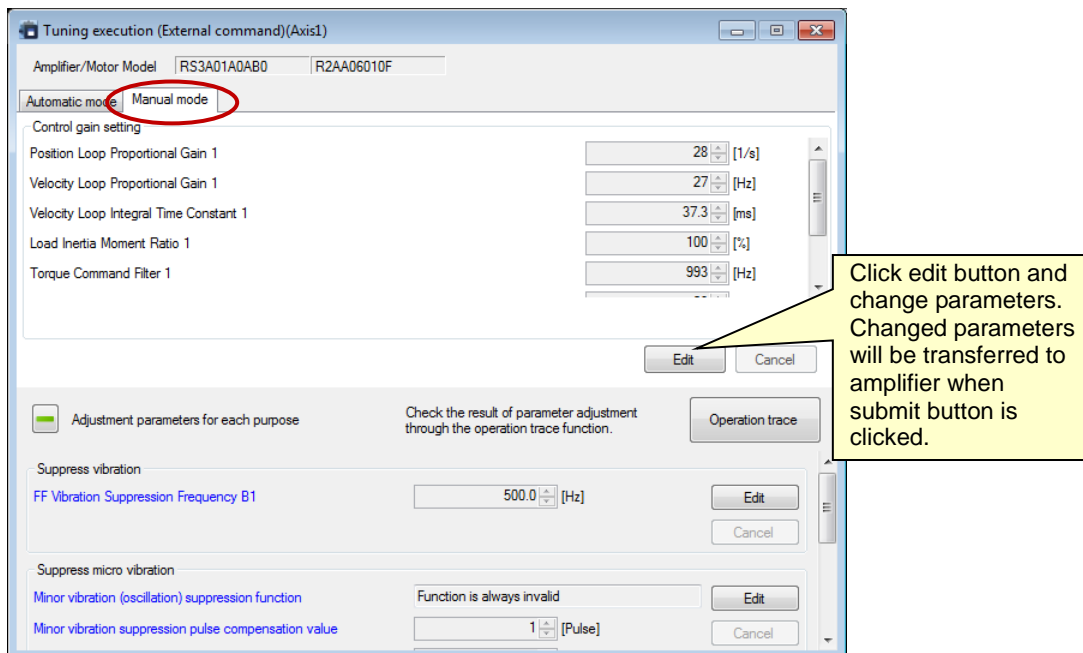 Tuning execution (External command)(Axis1)
Amplifier/Motor Model RS3A01A0AB0 R2AA06010F
Automatic mode Manual mode
Control gain setting
Position Loop Proportional Gain 1 28 [1/s]
Velocity Loop Proportional Gain 1 27 [Hz]
Velocity Loop Integral Time Constant 1 37.3 [ms]
Load Inertia Moment Ratio 1 100 [%]
Torque Command Filter 1 993 [Hz]
Edit Cancel
Click edit button and
change parameters.
Changed parameters
will be transferred to
amplifier when
submit button is
clicked.
Adjustment parameters for each purpose
Check the result of parameter adjustment
through the operation trace function.
Operation trace
Suppress vibration
FF Vibration Suppression Frequency B1 500.0 [Hz] Edit
Cancel
Suppress micro vibration
Minor vibration (oscillation) suppression function Function is always invalid Edit
Minor vibration suppression pulse compensation value 1 [Pulse] Cancel